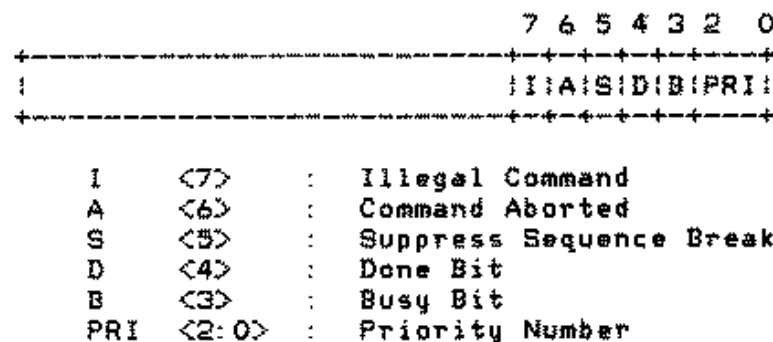 7 6 5 4 3 2 0
|I|A|S|D|B|PRI|
I <7> : Illegal Command
A <6> : Command Aborted
S <5> : Suppress Sequence Break
D <4> : Done Bit
B <3> : Busy Bit
PRI <2:0> : Priority Number